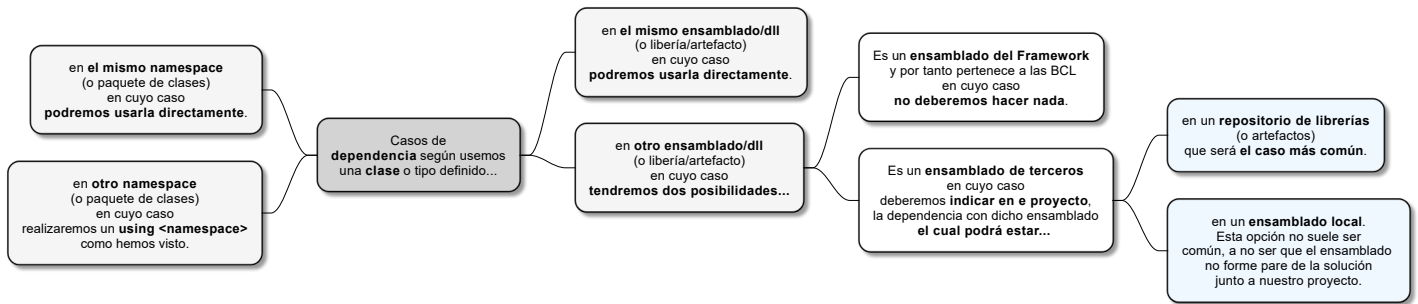 en el mismo namespace
(o paquete de clases)
en cuyo caso
podremos usarla directamente.
en otro namespace
(o paquete de clases)
en cuyo caso
realizaremos un using <namespace>
como hemos visto.
Casos de
dependencia según usemos
una clase o tipo definido...
en el mismo ensamblado/dll
(o libería/artefacto)
en cuyo caso
podremos usarla directamente.
en otro ensamblado/dll
(o libería/artefacto)
en cuyo caso
tendremos dos posibilidades...
Es un ensamblado del Framework
y por tanto pertenece a las BCL
en cuyo caso
no deberemos hacer nada.
Es un ensamblado de terceros
en cuyo caso
deberemos indicar en e proyecto,
la dependencia con dicho ensamblado
el cual podrá estar...
en un repositorio de librerías
(o artefactos)
que será el caso más común.
en un ensamblado local.
Esta opción no suele ser
común, a no ser que el ensamblado
no forme pare de la solución
junto a nuestro proyecto.